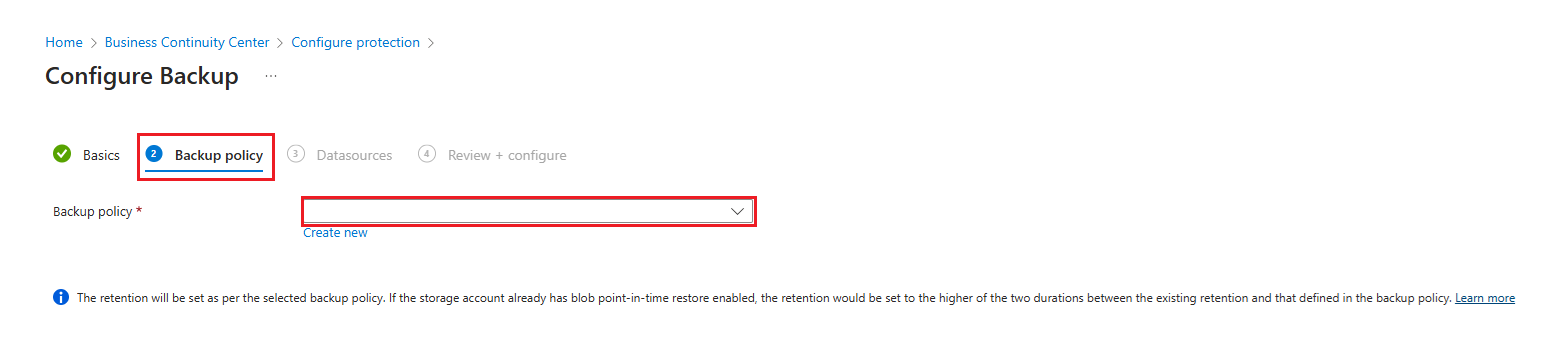 Home > Business Continuity Center > Configure protection >
Configure Backup ...
Basics 2 Backup policy 3 Datasources 4 Review + configure
Backup policy *
Create new
The retention will be set as per the selected backup policy. If the storage account already has blob point-in-time restore enabled, the retention would be set to the higher of the two durations between the existing retention and that defined in the backup policy. Learn more